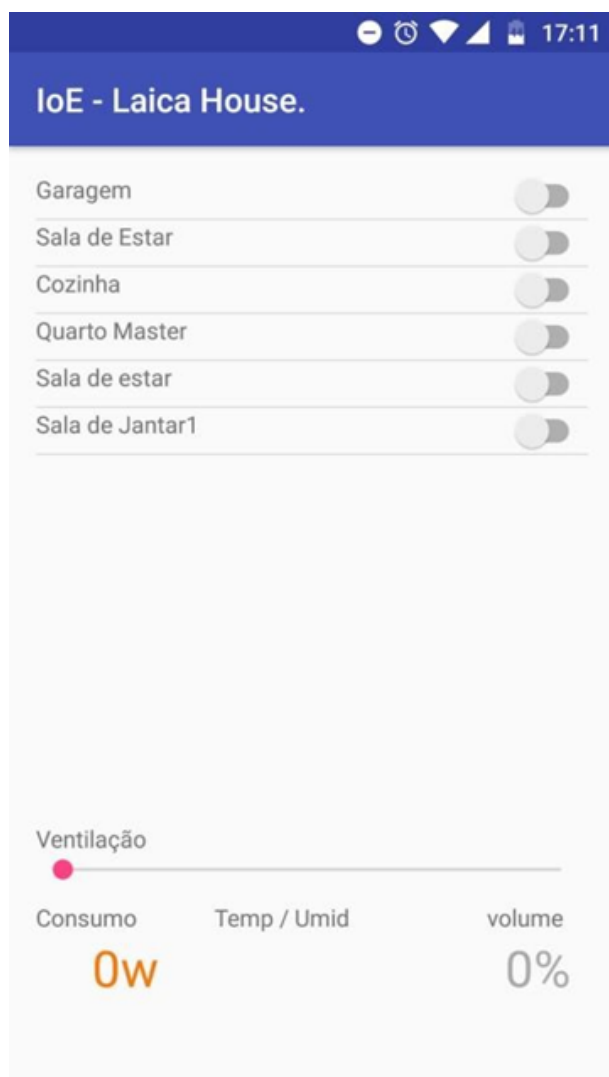 17:11
IoE - Laica House.
Garagem
Sala de Estar
Cozinha
Quarto Master
Sala de estar
Sala de Jantar1
Ventilação
Consumo Temp / Umid volume
0w 0%